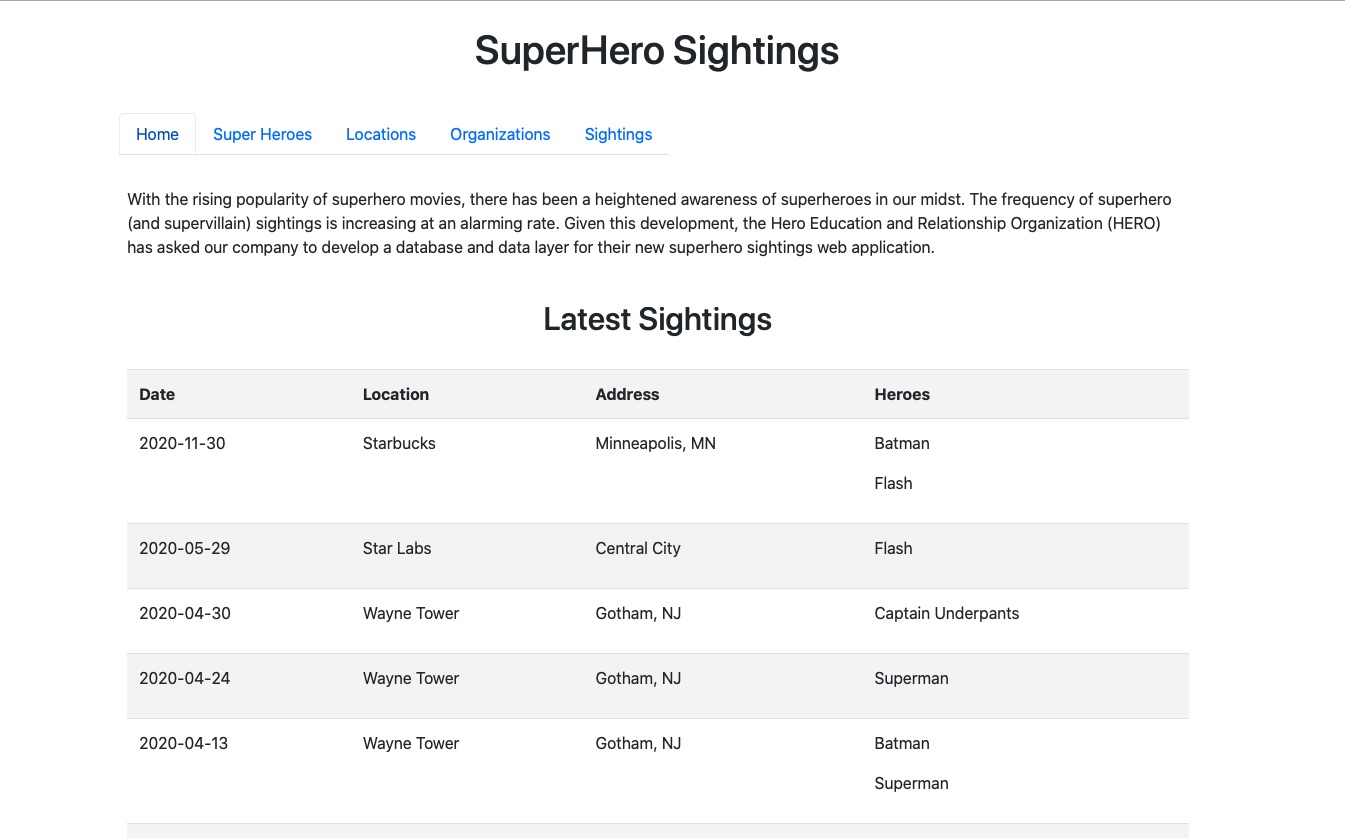 SuperHero Sightings
Home Super Heroes Locations Organizations Sightings
With the rising popularity of superhero movies, there has been a heightened awareness of superheroes in our midst. The frequency of superhero
(and supervillain) sightings is increasing at an alarming rate. Given this development, the Hero Education and Relationship Organization (HERO)
has asked our company to develop a database and data layer for their new superhero sightings web application.
Latest Sightings
Date Location Address Heroes
2020-11-30 Starbucks Minneapolis, MN Batman
Flash
2020-05-29 Star Labs Central City Flash
2020-04-30 Wayne Tower Gotham, NJ Captain Underpants
2020-04-24 Wayne Tower Gotham, NJ Superman
2020-04-13 Wayne Tower Gotham, NJ Batman
Superman